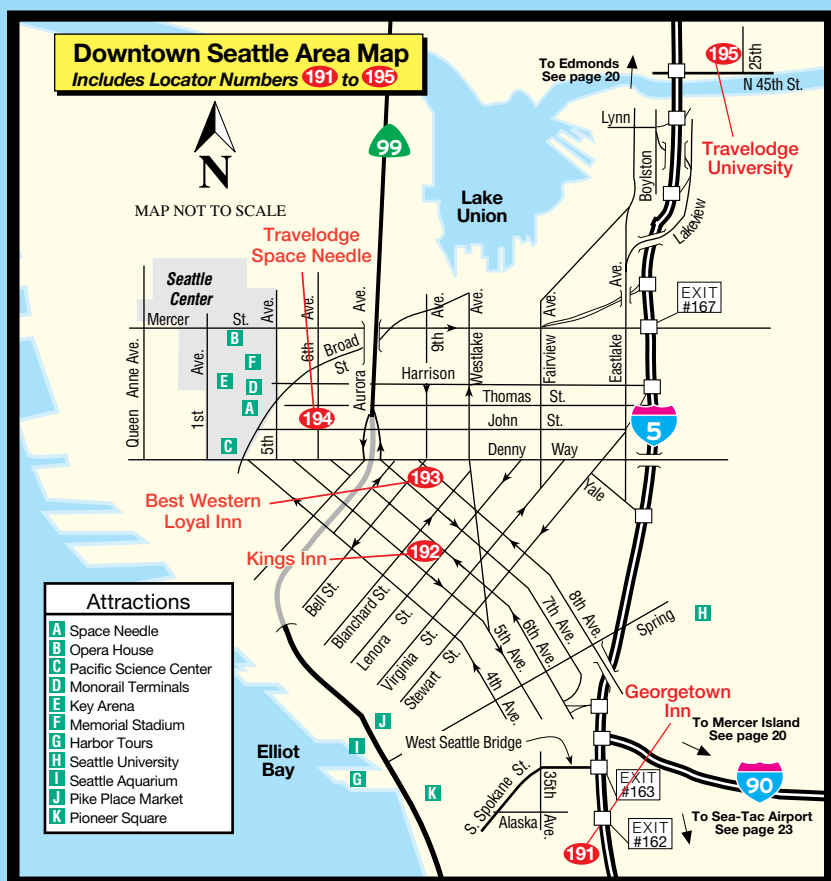 Downtown Seattle Area Map
Includes Locator Numbers 191 to 195
N
MAP NOT TO SCALE
99
To Edmonds
See page 20
195
25th
N 45th St.
Travelodge
University
Lynn
Boylston
Lakeview
Lake
Union
Travelodge
Space Needle
Seattle
Center
Mercer St.
Queen Anne Ave.
1st Ave.
5th Ave.
6th Ave.
Broad St
Aurora Ave.
9th Ave.
Westlake Ave.
Fairview Ave.
Eastlake
EXIT
#167
B
F
E
D
A
C
Harrison
Thomas St.
John St.
Denny Way
194
5
193
Best Western
Loyal Inn
Kings Inn
192
Yale
Bell St.
Blanchard St.
Lenora St.
Virginia St.
Stewart St.
4th Ave.
5th Ave.
6th Ave.
7th Ave.
8th Ave.
Spring
H
Attractions
A Space Needle
B Opera House
C Pacific Science Center
D Monorail Terminals
E Key Arena
F Memorial Stadium
G Harbor Tours
H Seattle University
I Seattle Aquarium
J Pike Place Market
K Pioneer Square
Elliot
Bay
J
I
G
K
Georgetown
Inn
To Mercer Island
See page 20
West Seattle Bridge
S. Spokane St.
35th Ave.
Alaska
EXIT
#163
90
To Sea-Tac Airport
See page 23
EXIT
#162
191